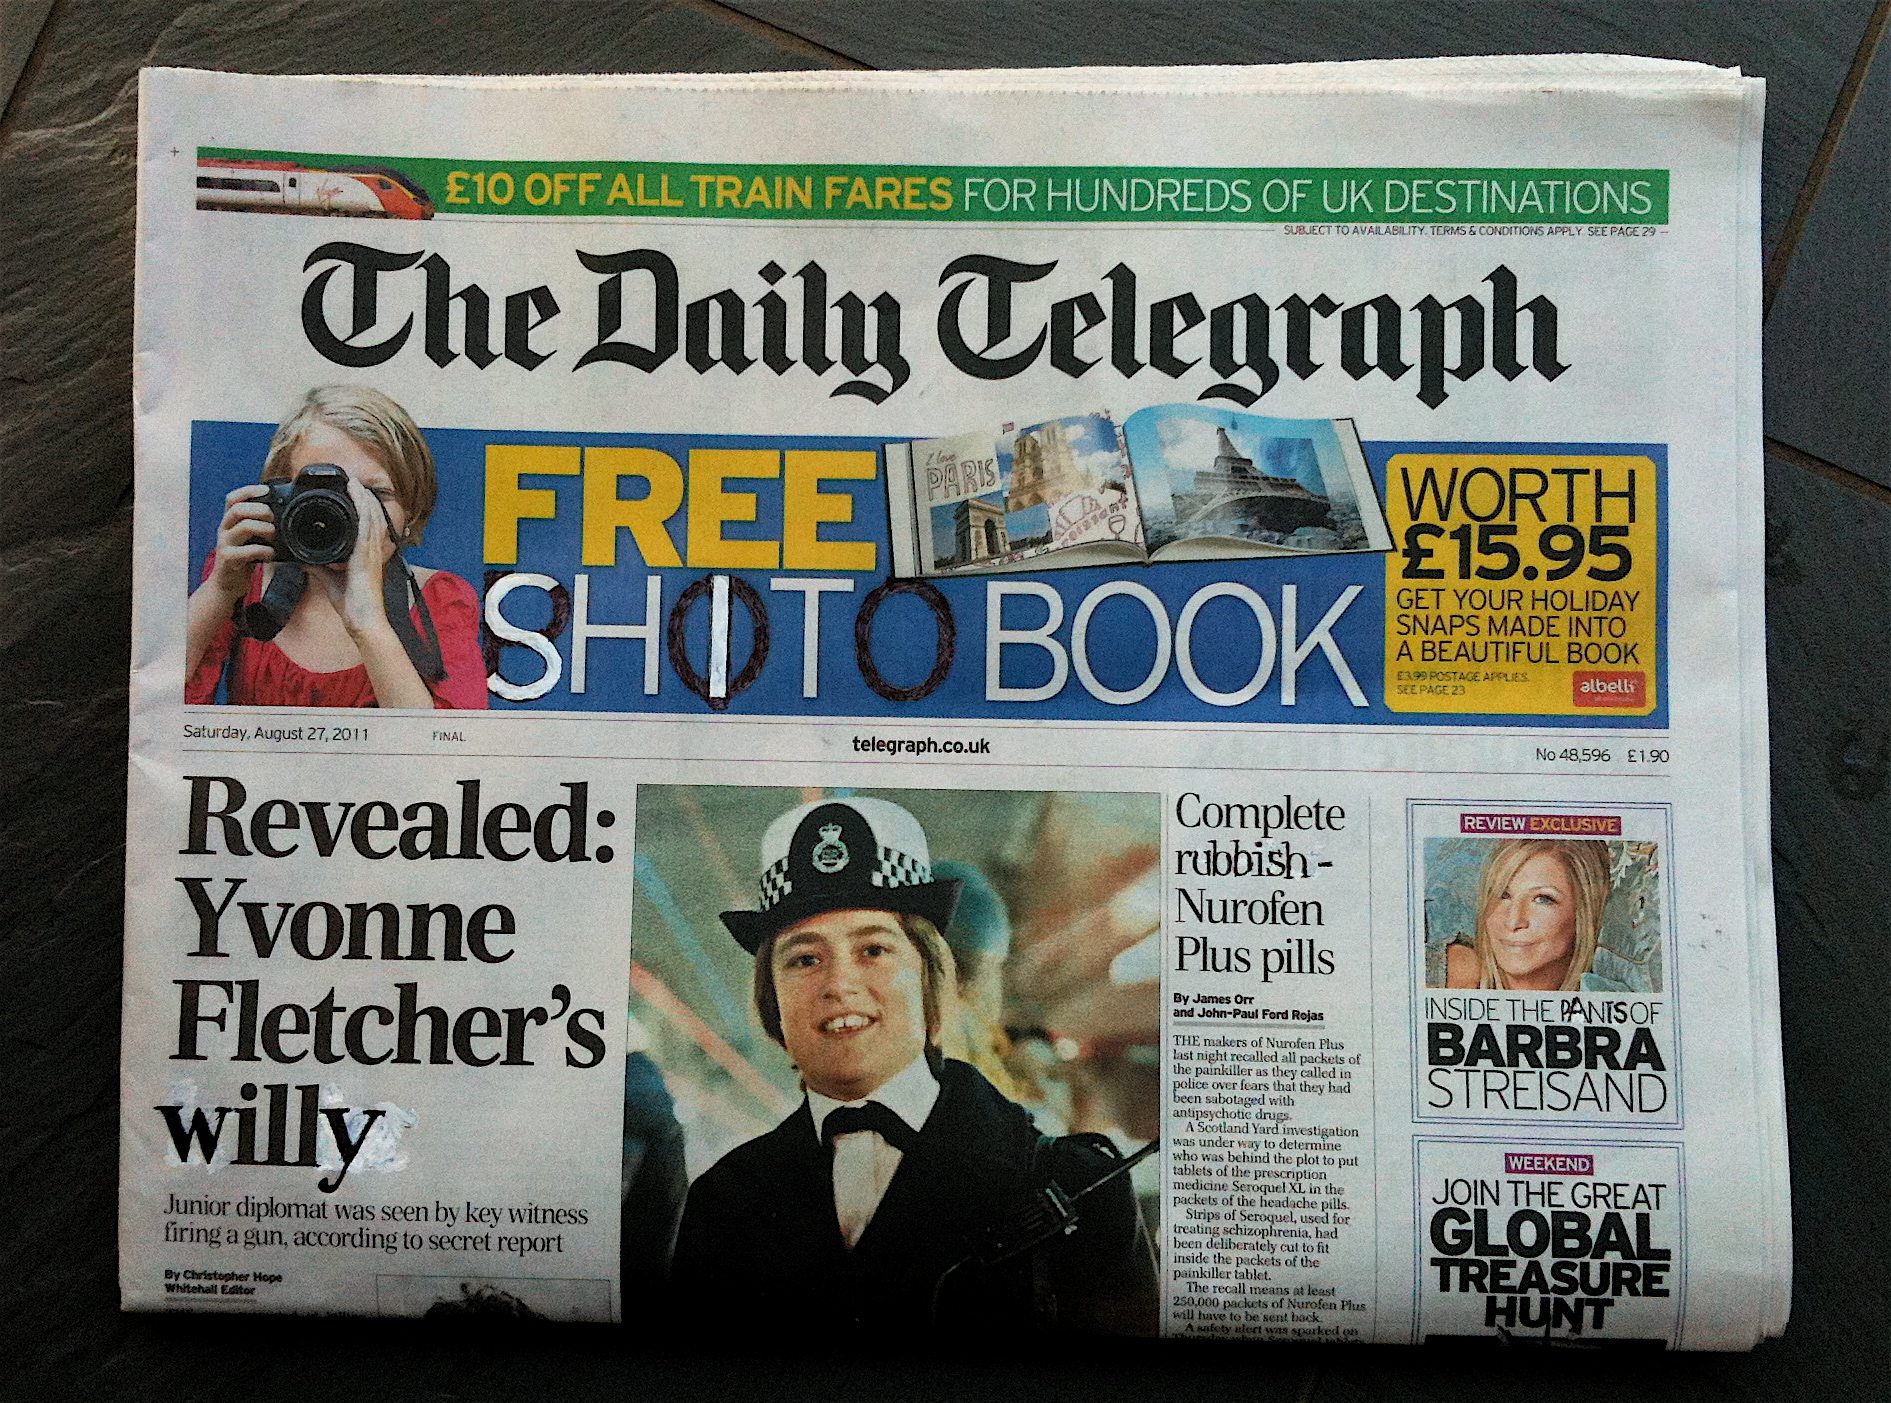 Virgin
£10 OFF ALL TRAIN FARES FOR HUNDREDS OF UK DESTINATIONS
SUBJECT TO AVAILABILITY. TERMS & CONDITIONS APPLY. SEE PAGE 29
The Daily Telegraph
FREE
SHITO BOOK
I love
PARIS
WORTH
£15.95
GET YOUR HOLIDAY
SNAPS MADE INTO
A BEAUTIFUL BOOK
£3.99 POSTAGE APPLIES.
SEE PAGE 23
albelli
Saturday, August 27, 2011
FINAL
telegraph.co.uk
No 48,596 £1.90
Revealed:
Yvonne
Fletcher's
willy
Junior diplomat was seen by key witness
firing a gun, according to secret report
By Christopher Hope
Whitehall Editor
Complete
rubbish -
Nurofen
Plus pills
By James Orr
and John-Paul Ford Rojas
THE makers of Nurofen Plus
last night recalled all packets of
the painkiller as they called in
police over fears that they had
been sabotaged with
antipsychotic drugs.
A Scotland Yard investigation
was under way to determine
who was behind the plot to put
tablets of the prescription
medicine Seroquel XL in the
packets of the headache pills.
Strips of Seroquel, used for
treating schizophrenia, had
been deliberately cut to fit
inside the packets of the
painkiller tablet.
The recall means at least
250,000 packets of Nurofen Plus
will have to be sent back.
A safety alert was sparked on
REVIEW EXCLUSIVE
INSIDE THE PANTS OF
BARBRA
STREISAND
WEEKEND
JOIN THE GREAT
GLOBAL
TREASURE
HUNT